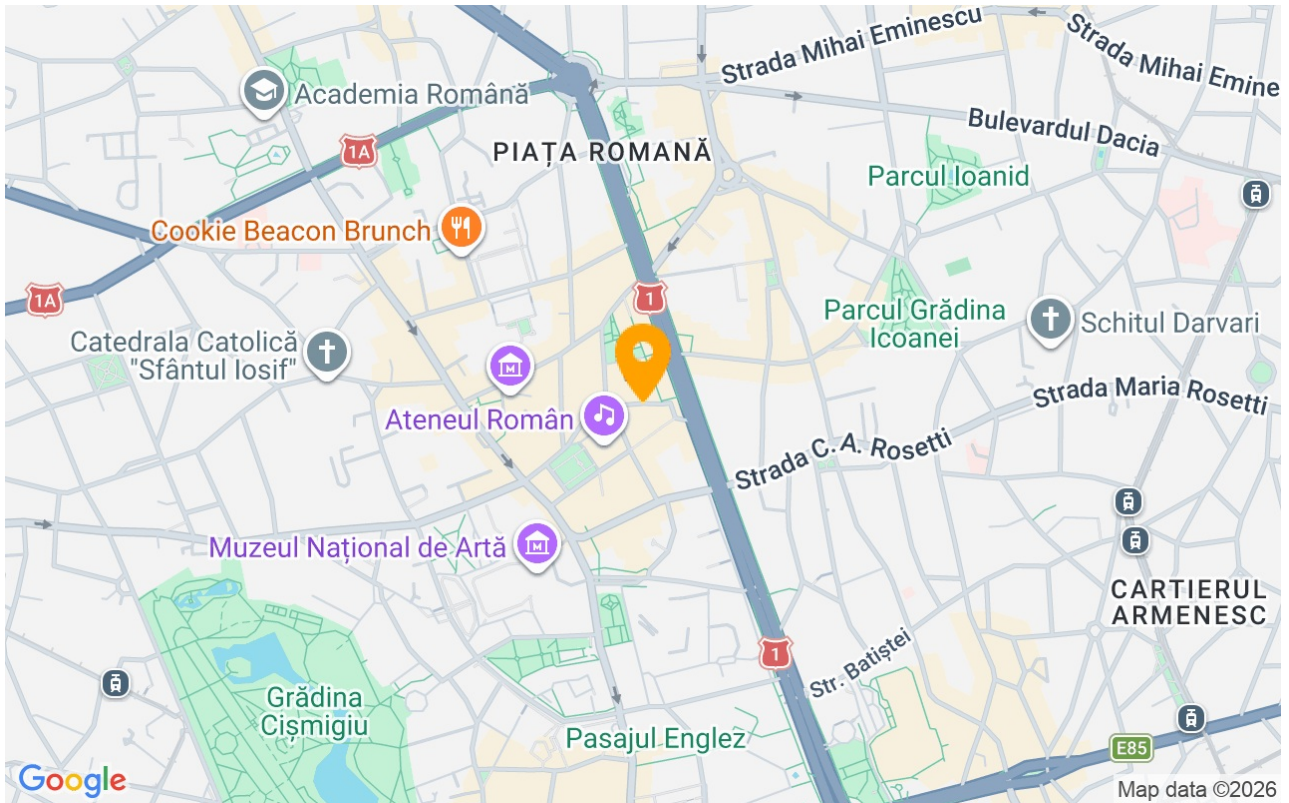 Strada Mihai Eminescu
Strada Mihai Emine
Academia Română
Bulevardul Dacia
1A
PIAȚA ROMANĂ
Parcul Ioanid
Cookie Beacon Brunch
1A
1
Parcul Grădina
Icoanei
Schitul Darvari
Catedrala Catolică
"Sfântul Iosif"
M
Strada Maria Rosetti
Ateneul Român
Strada C. A. Rosetti
Muzeul Național de Artă
M
CARTIERUL
ARMENESC
1
Str. Batiștei
Grădina
Cișmigiu
Pasajul Englez
E85
Google
Map data ©2026